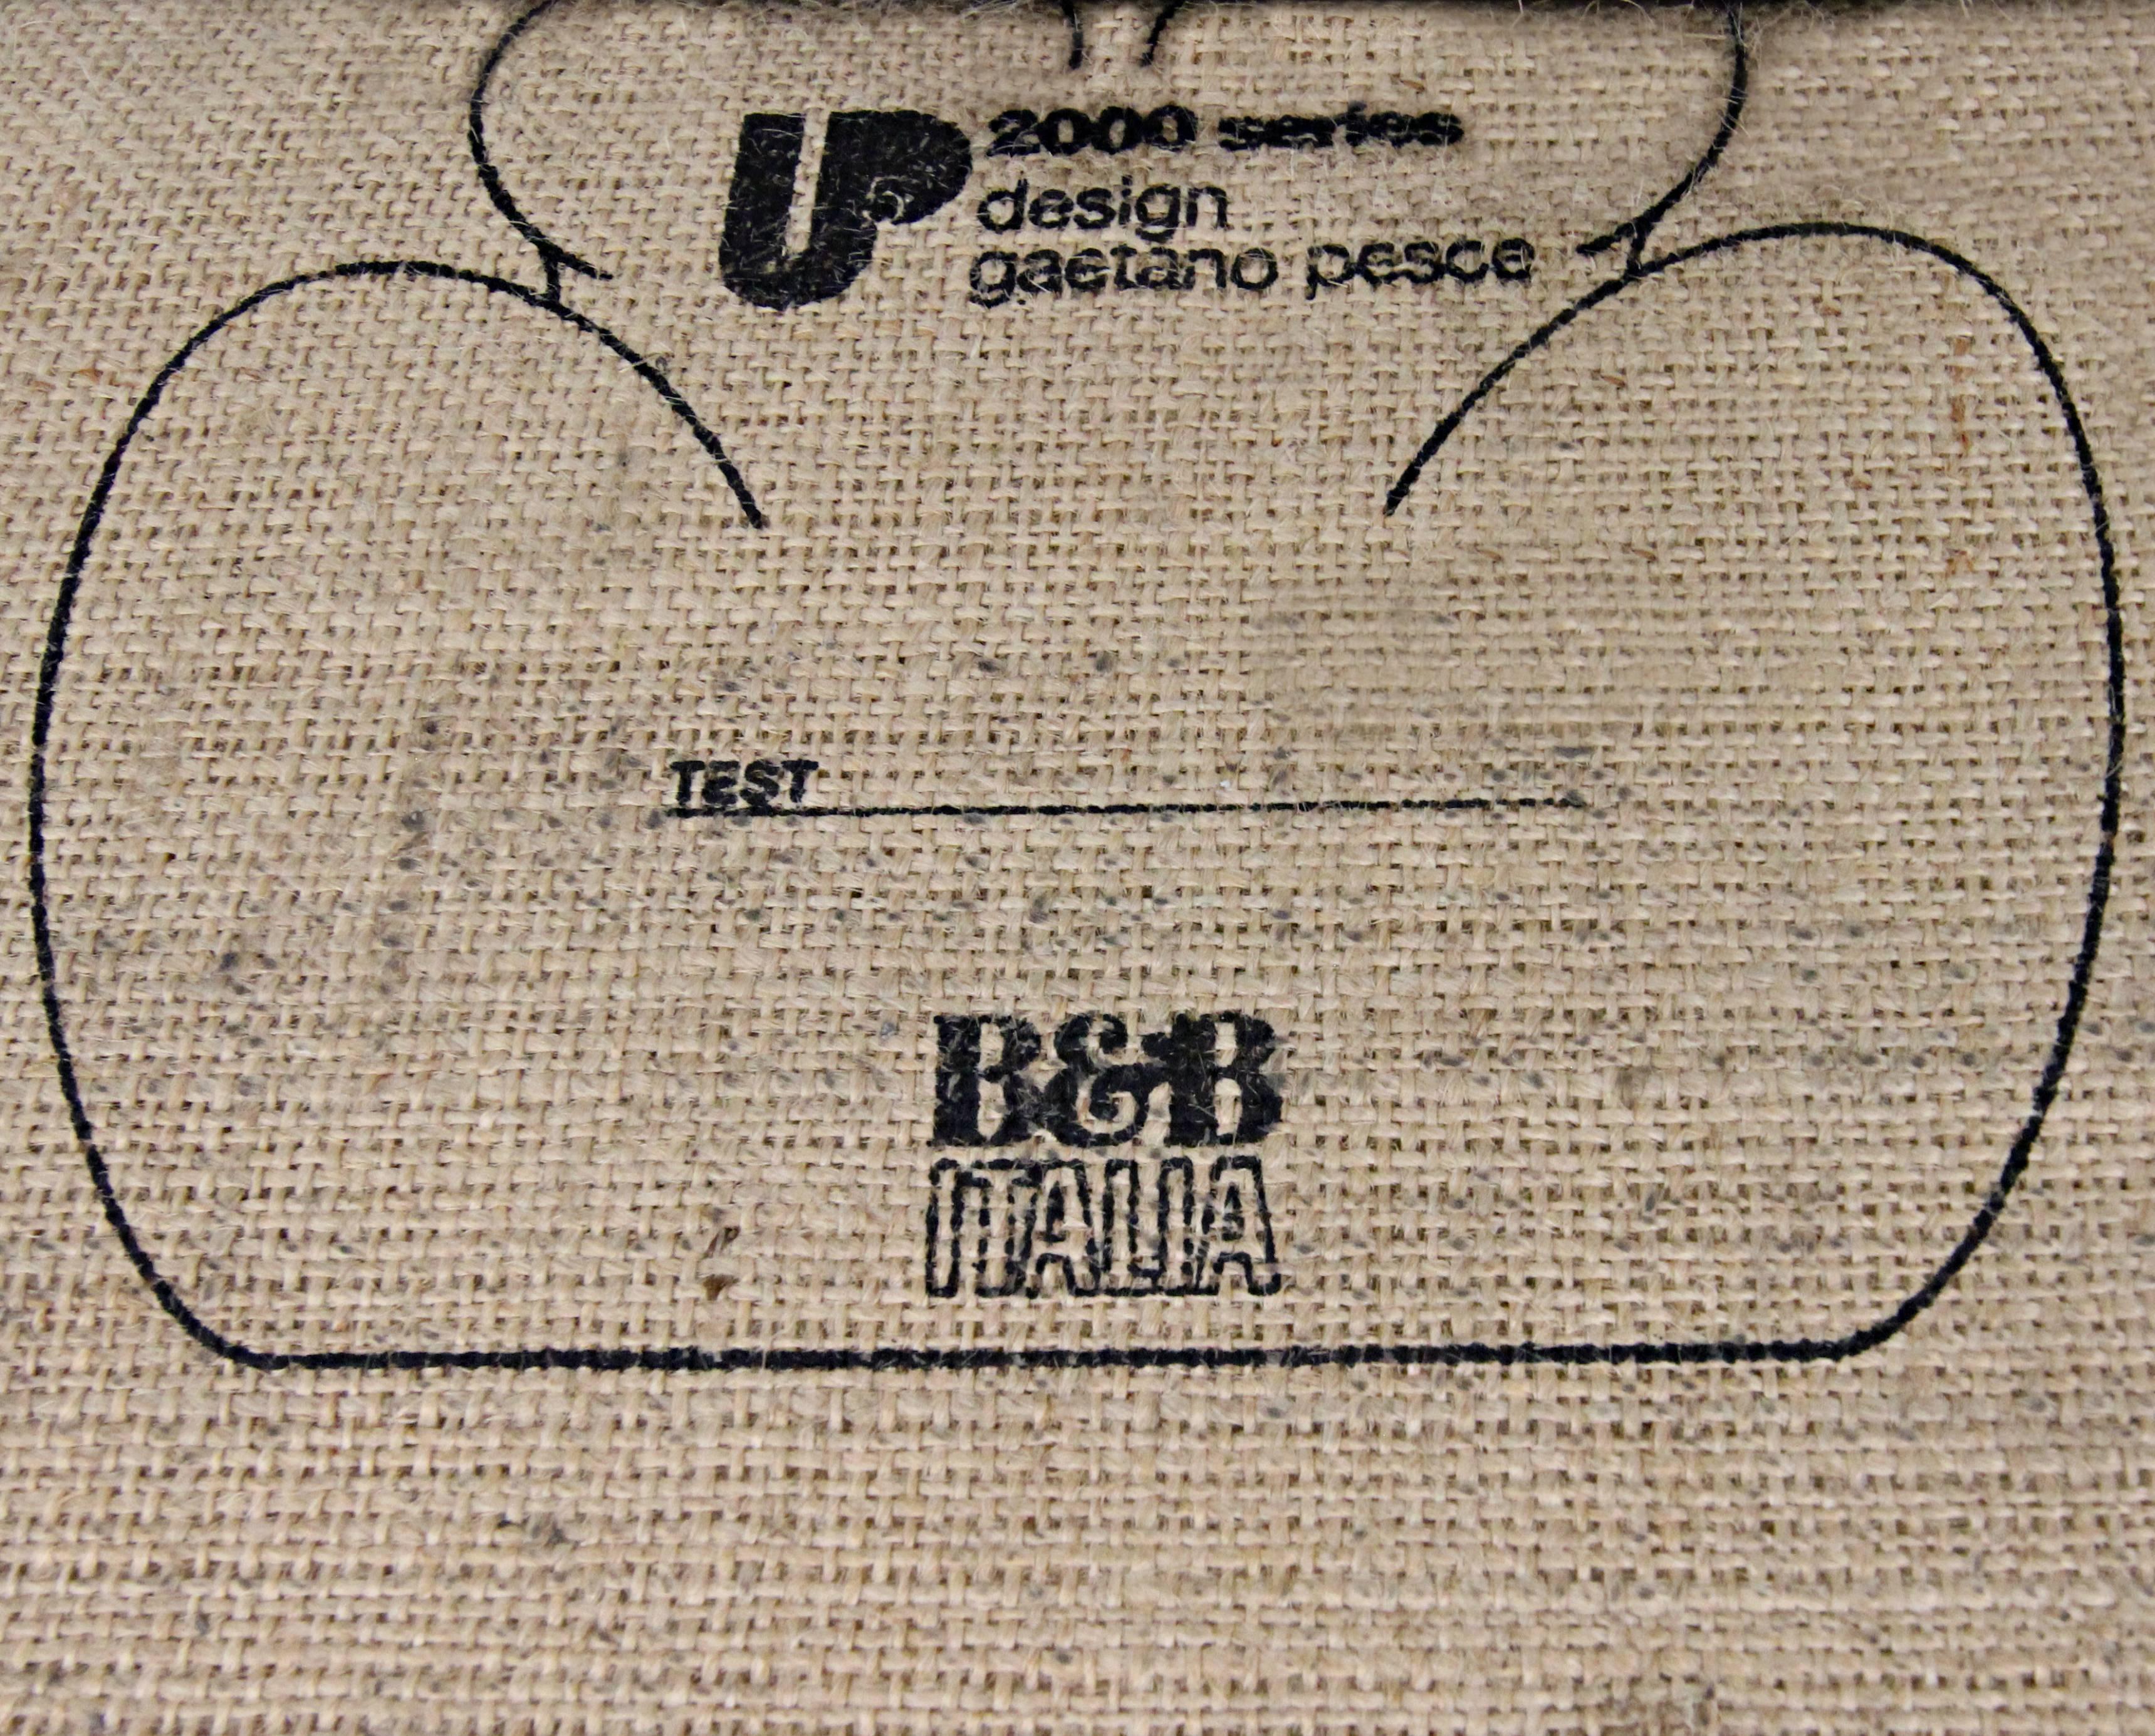 UP 2000 series
design
gaetano pesce
TEST
B&B
ITALIA